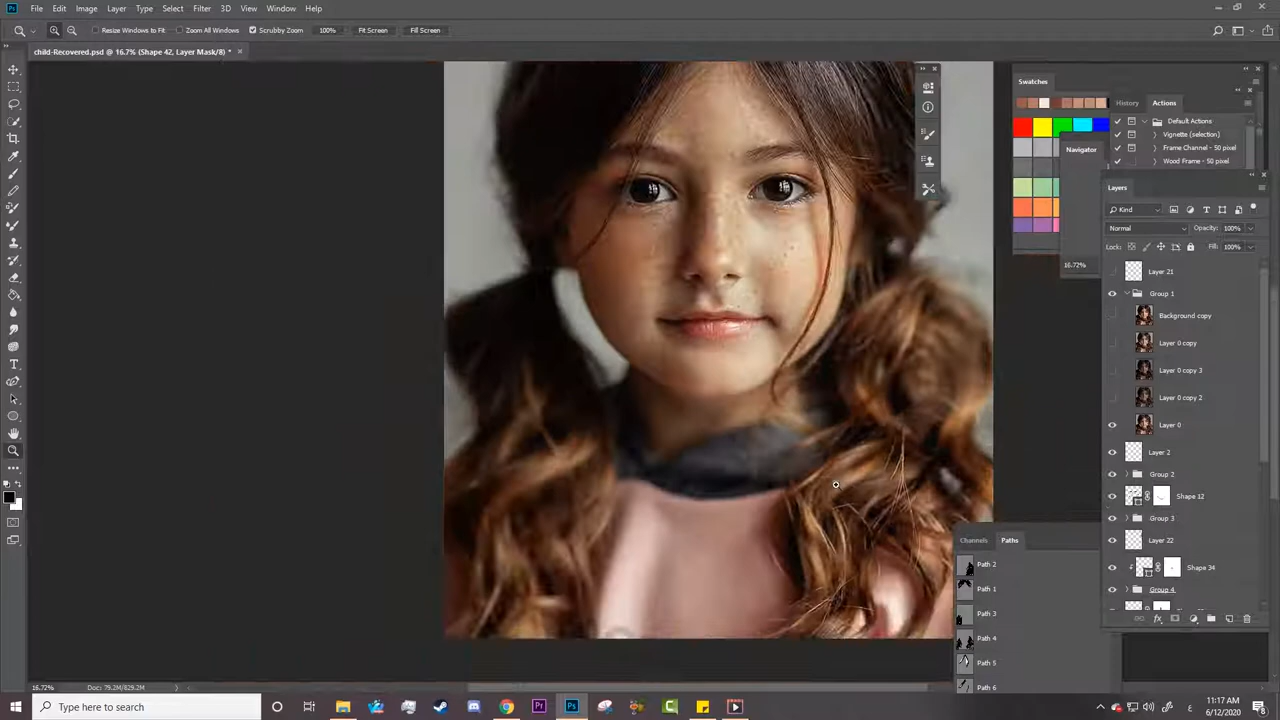 Ps File Edit Image Layer Type Select Filter 3D View Window Help
Resize Windows to Fit Zoom All Windows Scrubby Zoom 100% Fit Screen Fill Screen
child-Recovered.psd @ 16.7% (Shape 42, Layer Mask/8) * ×
Swatches
History Actions
Default Actions
Vignette (selection)
Frame Channel - 50 pixel
Wood Frame - 50 pixel
Navigator
16.72%
Layers
Kind
Normal Opacity: 100%
Lock: Fill: 100%
Layer 21
Group 1
Background copy
Layer 0 copy
Layer 0 copy 3
Layer 0 copy 2
Layer 0
Layer 2
Group 2
Shape 12
Group 3
Layer 22
Shape 34
Group 4
Channels Paths
Path 2
Path 1
Path 3
Path 4
Path 5
Path 6
16.72% Doc: 79.2M/829.2M
Type here to search
Pr Ps
11:17 AM
6/12/2020